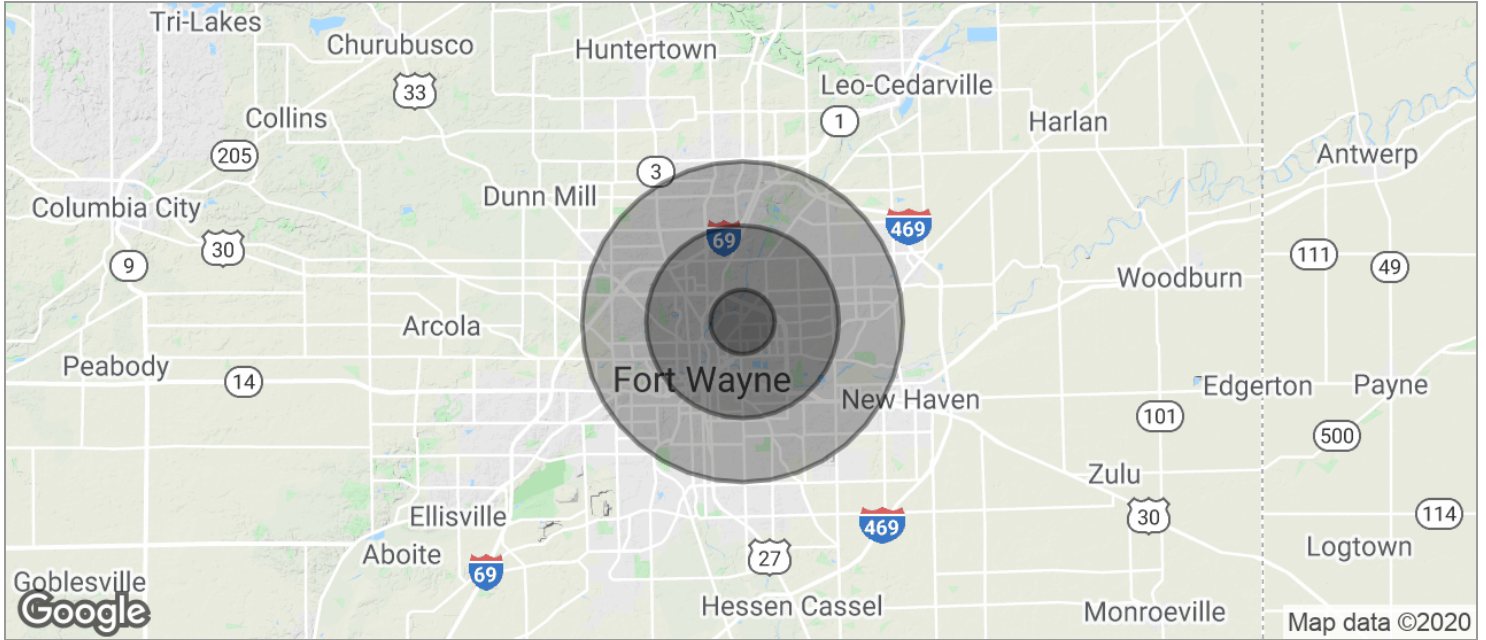 Tri-Lakes
Churubusco
Huntertown
33
Leo-Cedarville
Collins
1
Harlan
205
3
Antwerp
Dunn Mill
Columbia City
30
69
469
9
111
49
Woodburn
Arcola
Peabody
14
Fort Wayne
Edgerton
Payne
New Haven
101
500
Zulu
Ellisville
469
30
114
Aboite
27
Logtown
69
Goblesville
Google
Hessen Cassel
Monroeville
Map data ©2020